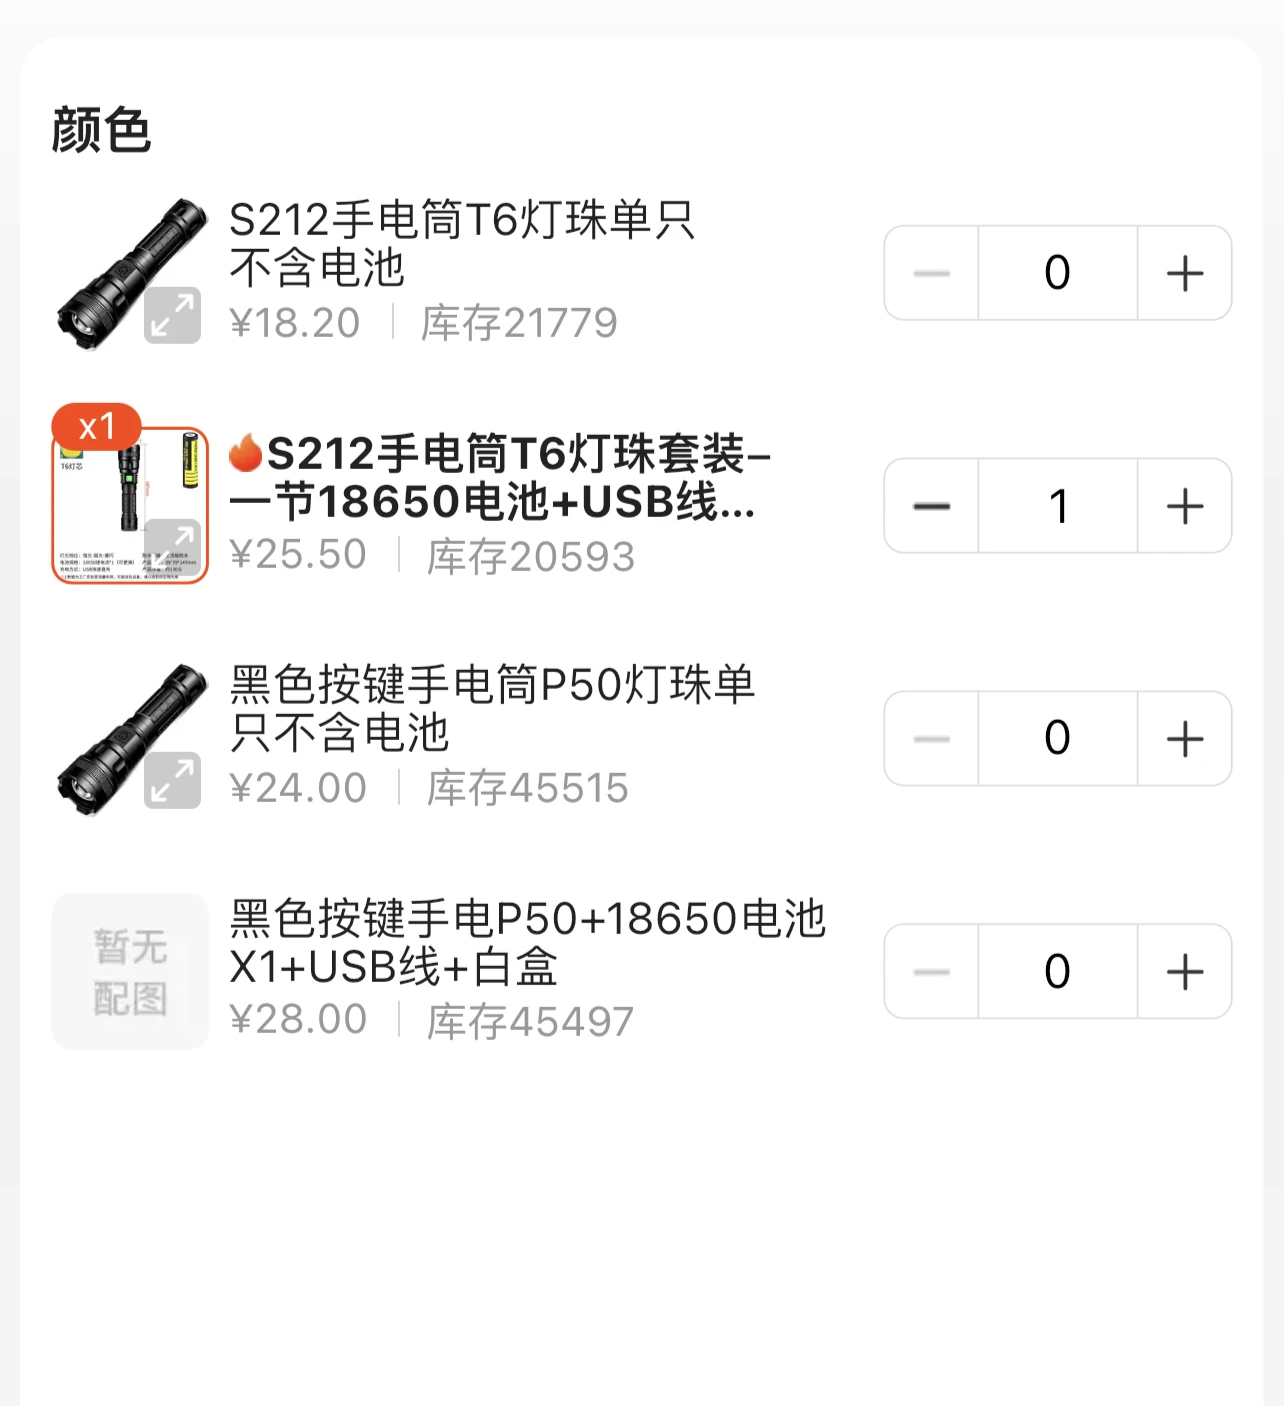 颜色
S212手电筒T6灯珠单只
不含电池
¥18.20
库存21779
0
x1
T6灯芯
🔥S212手电筒T6灯珠套装–
一节18650电池+USB线...
¥25.50
库存20593
1
黑色按键手电筒P50灯珠单
只不含电池
¥24.00
库存45515
0
暂无
配图
黑色按键手电P50+18650电池
X1+USB线+白盒
¥28.00
库存45497
0